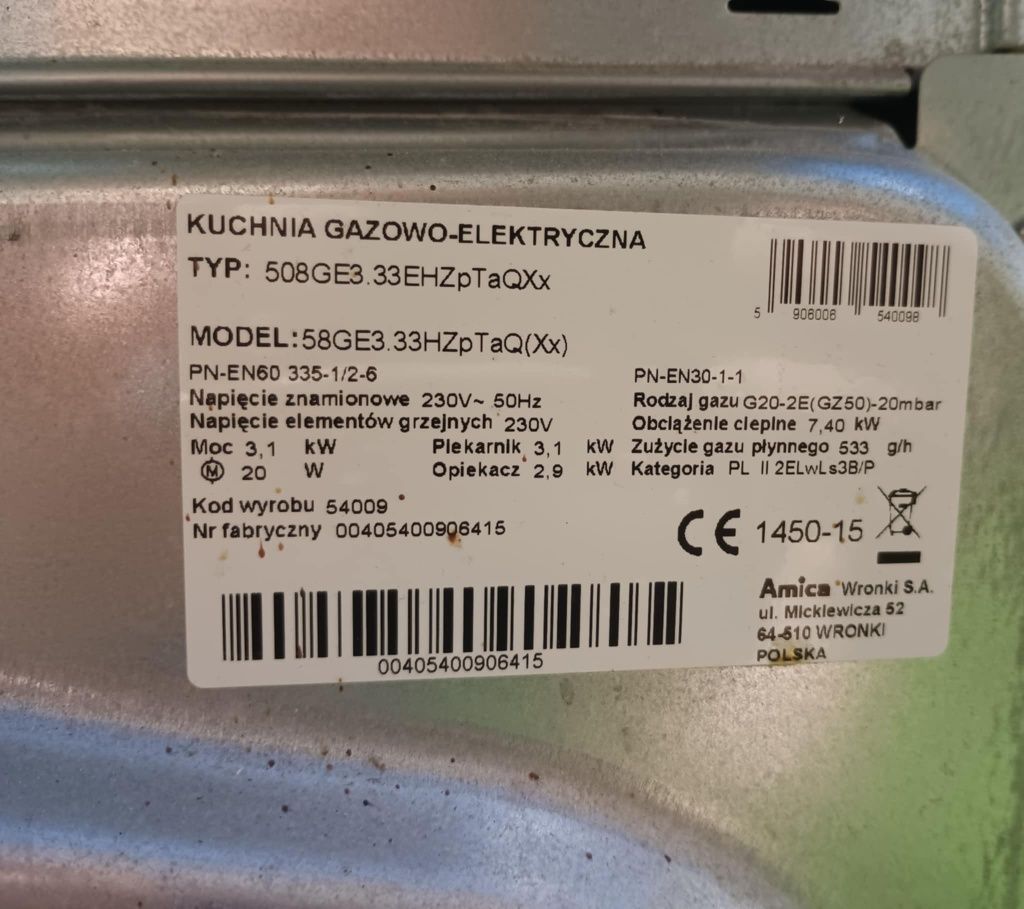 KUCHNIA GAZOWO-ELEKTRYCZNA
TYP: 508GE3.33EHZpTaQXx
5 906006 540098
MODEL:58GE3.33HZpTaQ(Xx)
PN-EN60 335-1/2-6
Napięcie znamionowe 230V~ 50Hz
Napięcie elementów grzejnych 230V
Moc 3,1 kW Piekarnik 3,1 kW
M 20 W Opiekacz 2,9 kW
PN-EN30-1-1
Rodzaj gazu G20-2E(GZ50)-20mbar
Obciążenie cieplne 7,40 kW
Zużycie gazu płynnego 533 g/h
Kategoria PL II 2ELwLs3B/P
Kod wyrobu 54009
Nr fabryczny 00405400906415
CE 1450-15
00405400906415
Amica Wronki S.A.
ul. Mickiewicza 52
64-510 WRONKI
POLSKA